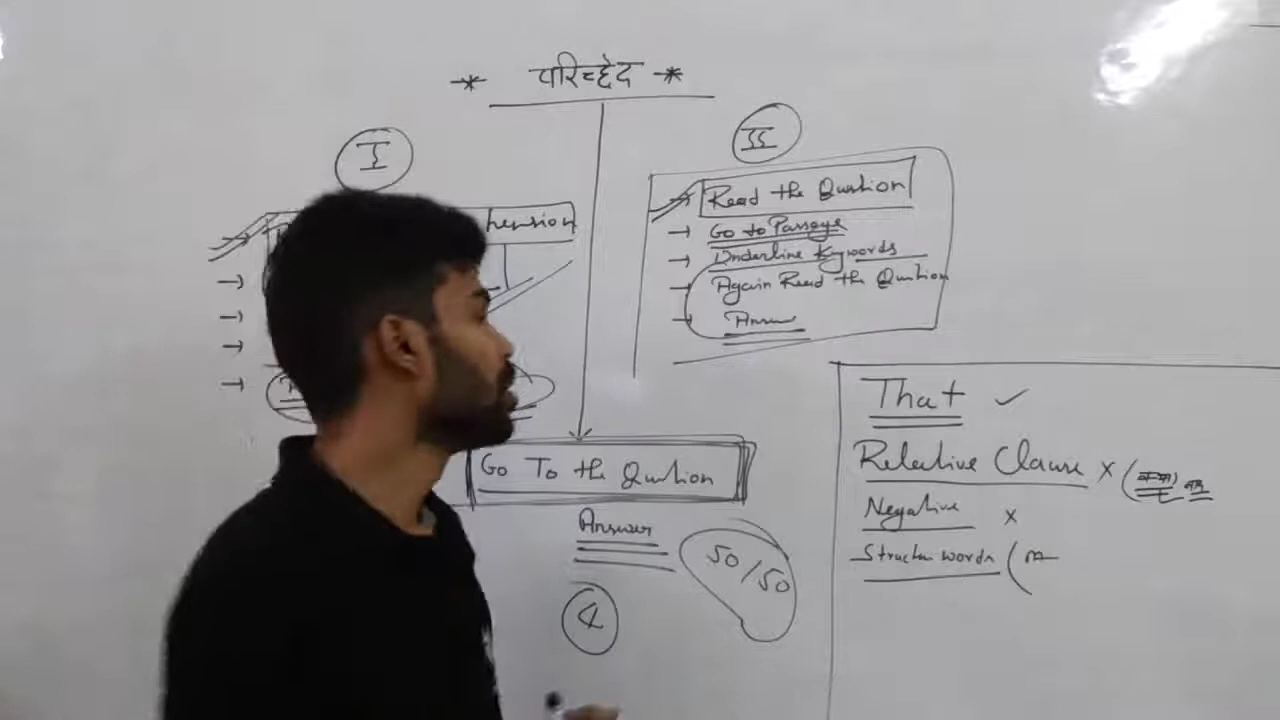 * परिच्छेद *
I
hension
II
→ Read the Question
→ Go to Passage
→ Underline Keywords
→ Again Read the Question
→ Answer
Go To the Question
Answer
50/50
4
That ✓
Relative Clause ×
Negative ×
Structure words (